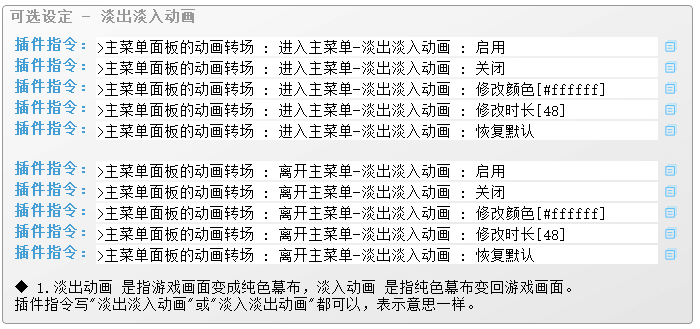 可选设定 - 淡出淡入动画
插件指令：>主菜单面板的动画转场 : 进入主菜单-淡出淡入动画 : 启用
插件指令：>主菜单面板的动画转场 : 进入主菜单-淡出淡入动画 : 关闭
插件指令：>主菜单面板的动画转场 : 进入主菜单-淡出淡入动画 : 修改颜色[#ffffff]
插件指令：>主菜单面板的动画转场 : 进入主菜单-淡出淡入动画 : 修改时长[48]
插件指令：>主菜单面板的动画转场 : 进入主菜单-淡出淡入动画 : 恢复默认
插件指令：>主菜单面板的动画转场 : 离开主菜单-淡出淡入动画 : 启用
插件指令：>主菜单面板的动画转场 : 离开主菜单-淡出淡入动画 : 关闭
插件指令：>主菜单面板的动画转场 : 离开主菜单-淡出淡入动画 : 修改颜色[#ffffff]
插件指令：>主菜单面板的动画转场 : 离开主菜单-淡出淡入动画 : 修改时长[48]
插件指令：>主菜单面板的动画转场 : 离开主菜单-淡出淡入动画 : 恢复默认
◆ 1.淡出动画 是指游戏画面变成纯色幕布，淡入动画 是指纯色幕布变回游戏画面。
插件指令写"淡出淡入动画"或"淡入淡出动画"都可以，表示意思一样。